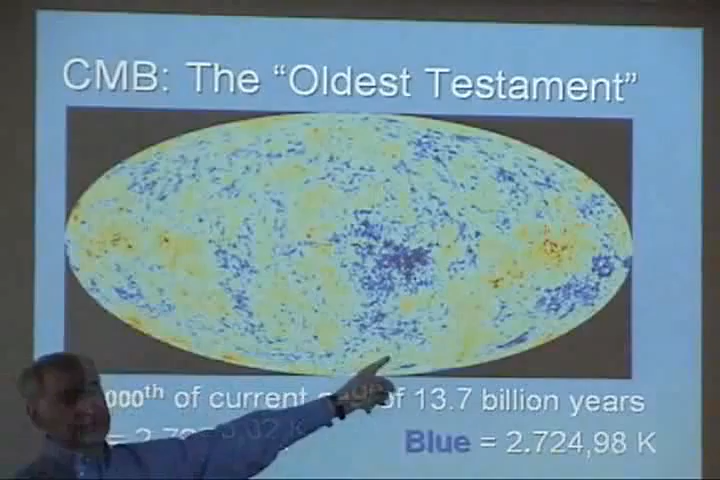 CMB: The “Oldest Testament”
000th of current of 13.7 billion years
= Blue = 2.724,98 K